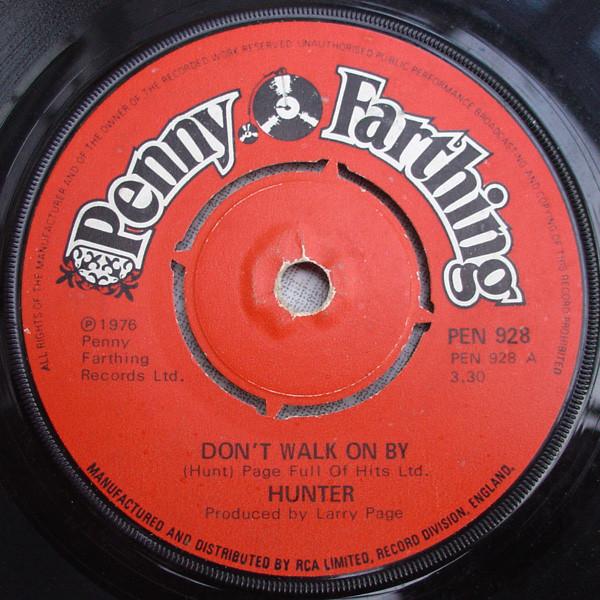 ALL RIGHTS OF THE MANUFACTURER AND OF THE OWNER OF THE RECORDED WORK RESERVED. UNAUTHORISED PUBLIC PERFORMANCE BROADCASTING AND COPYING OF THIS RECORD PROHIBITED
Penny Farthing
℗ 1976
Penny
Farthing
Records Ltd.
PEN 928
PEN 928 A
3.30
DON'T WALK ON BY
(Hunt) Page Full Of Hits Ltd.
HUNTER
Produced by Larry Page
MANUFACTURED AND DISTRIBUTED BY RCA LIMITED, RECORD DIVISION, ENGLAND.